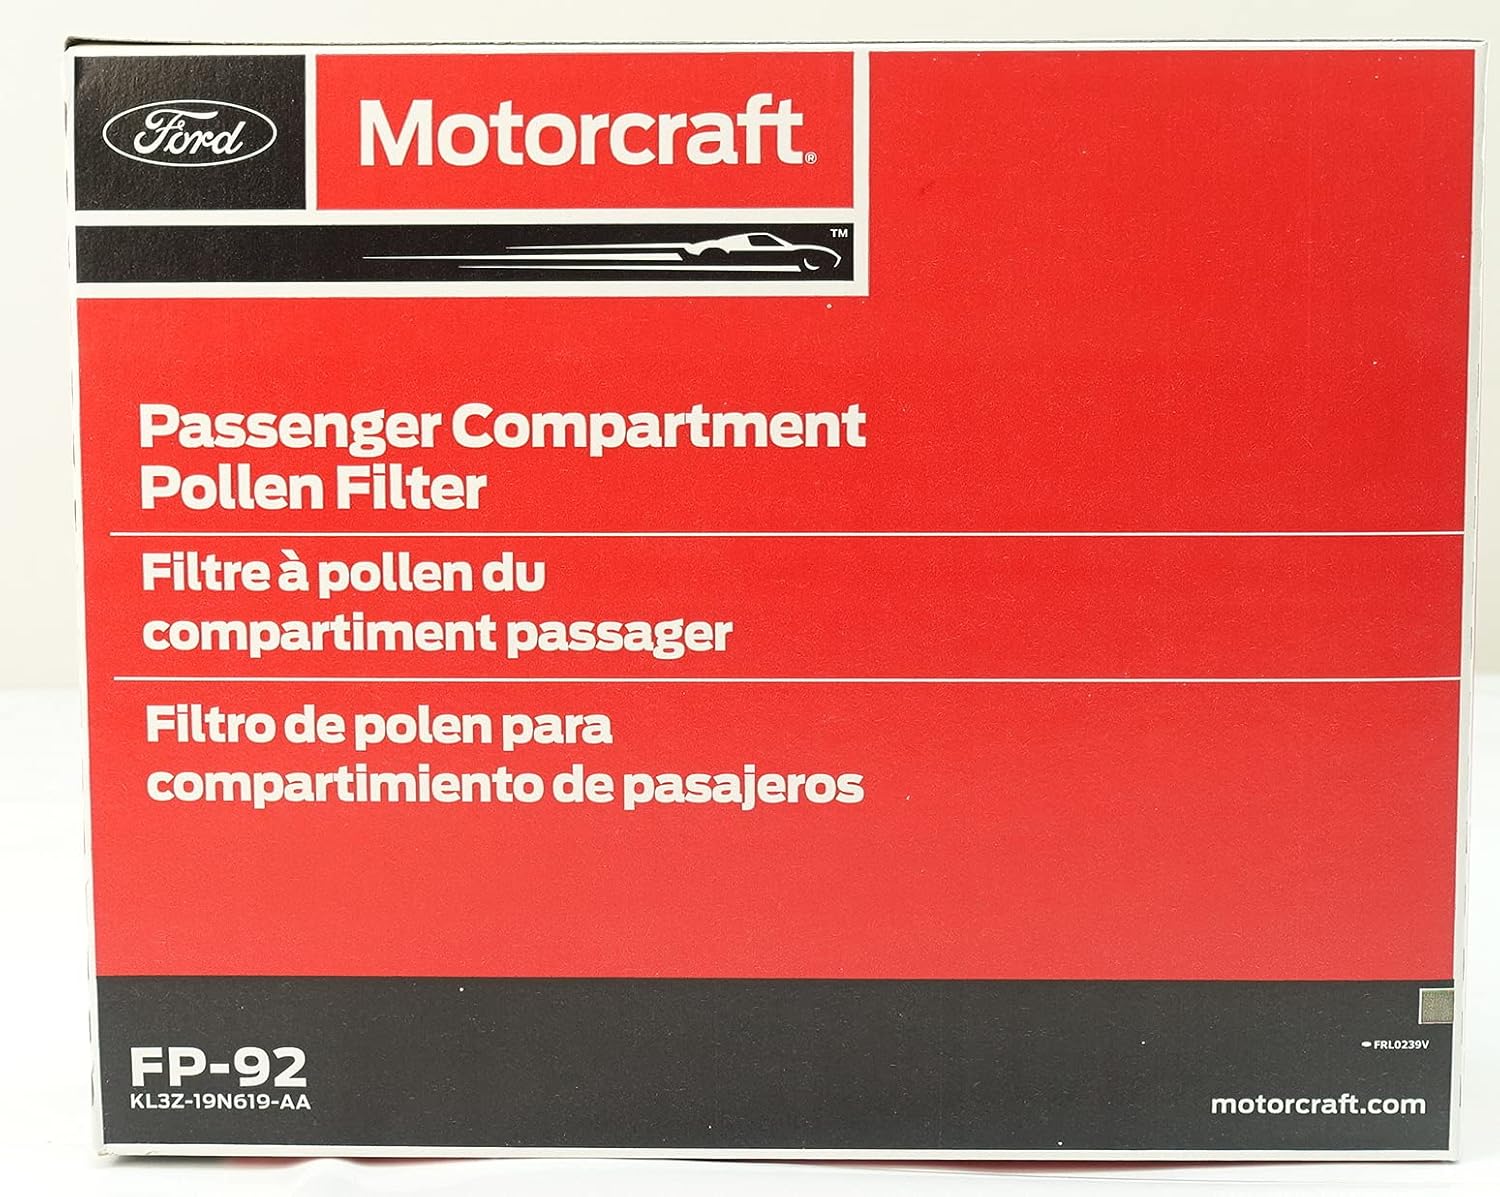 Ford
Motorcraft®
™
Passenger Compartment
Pollen Filter
Filtre à pollen du
compartiment passager
Filtro de polen para
compartimiento de pasajeros
FRL0239V
FP-92
KL3Z-19N619-AA
motorcraft.com